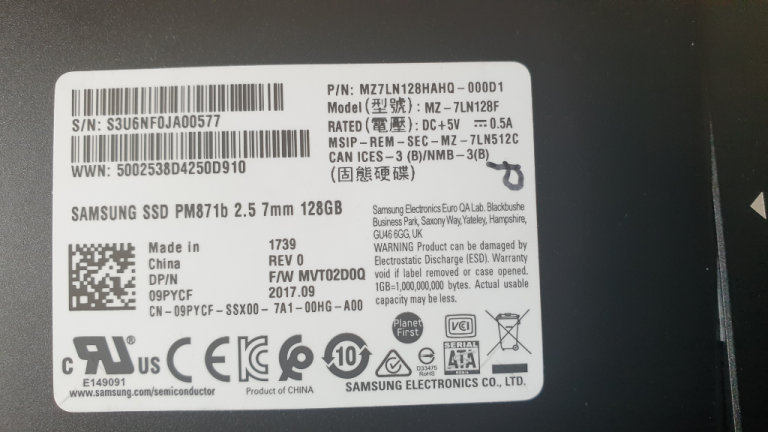 S/N: S3U6NF0JA00577
WWN: 5002538D4250D910
P/N: MZ7LN128HAHQ-000D1
Model (型號): MZ-7LN128F
RATED (電壓): DC+5V ⎓ 0.5A
MSIP-REM-SEC-MZ-7LN512C
CAN ICES-3 (B)/NMB-3(B)
(固態硬碟)
SAMSUNG SSD PM871b 2.5 7mm 128GB
Made in 1739
China REV 0
DP/N F/W MVT02D0Q
09PYCF 2017.09
CN-09PYCF-SSX00-7A1-00HG-A00
Samsung Electronics Euro QA Lab. Blackbushe
Business Park, Saxony Way, Yateley, Hampshire,
GU46 6GG, UK
WARNING Product can be damaged by
Electrostatic Discharge (ESD). Warranty
void if label removed or case opened.
1GB=1,000,000,000 bytes. Actual usable
capacity may be less.
Planet
First
VCI
c RU ® US
E149091
CE
10
D33475
RoHS
SERIAL
ATA
www.samsung.com/semiconductor
Product of CHINA
SAMSUNG ELECTRONICS CO., LTD.